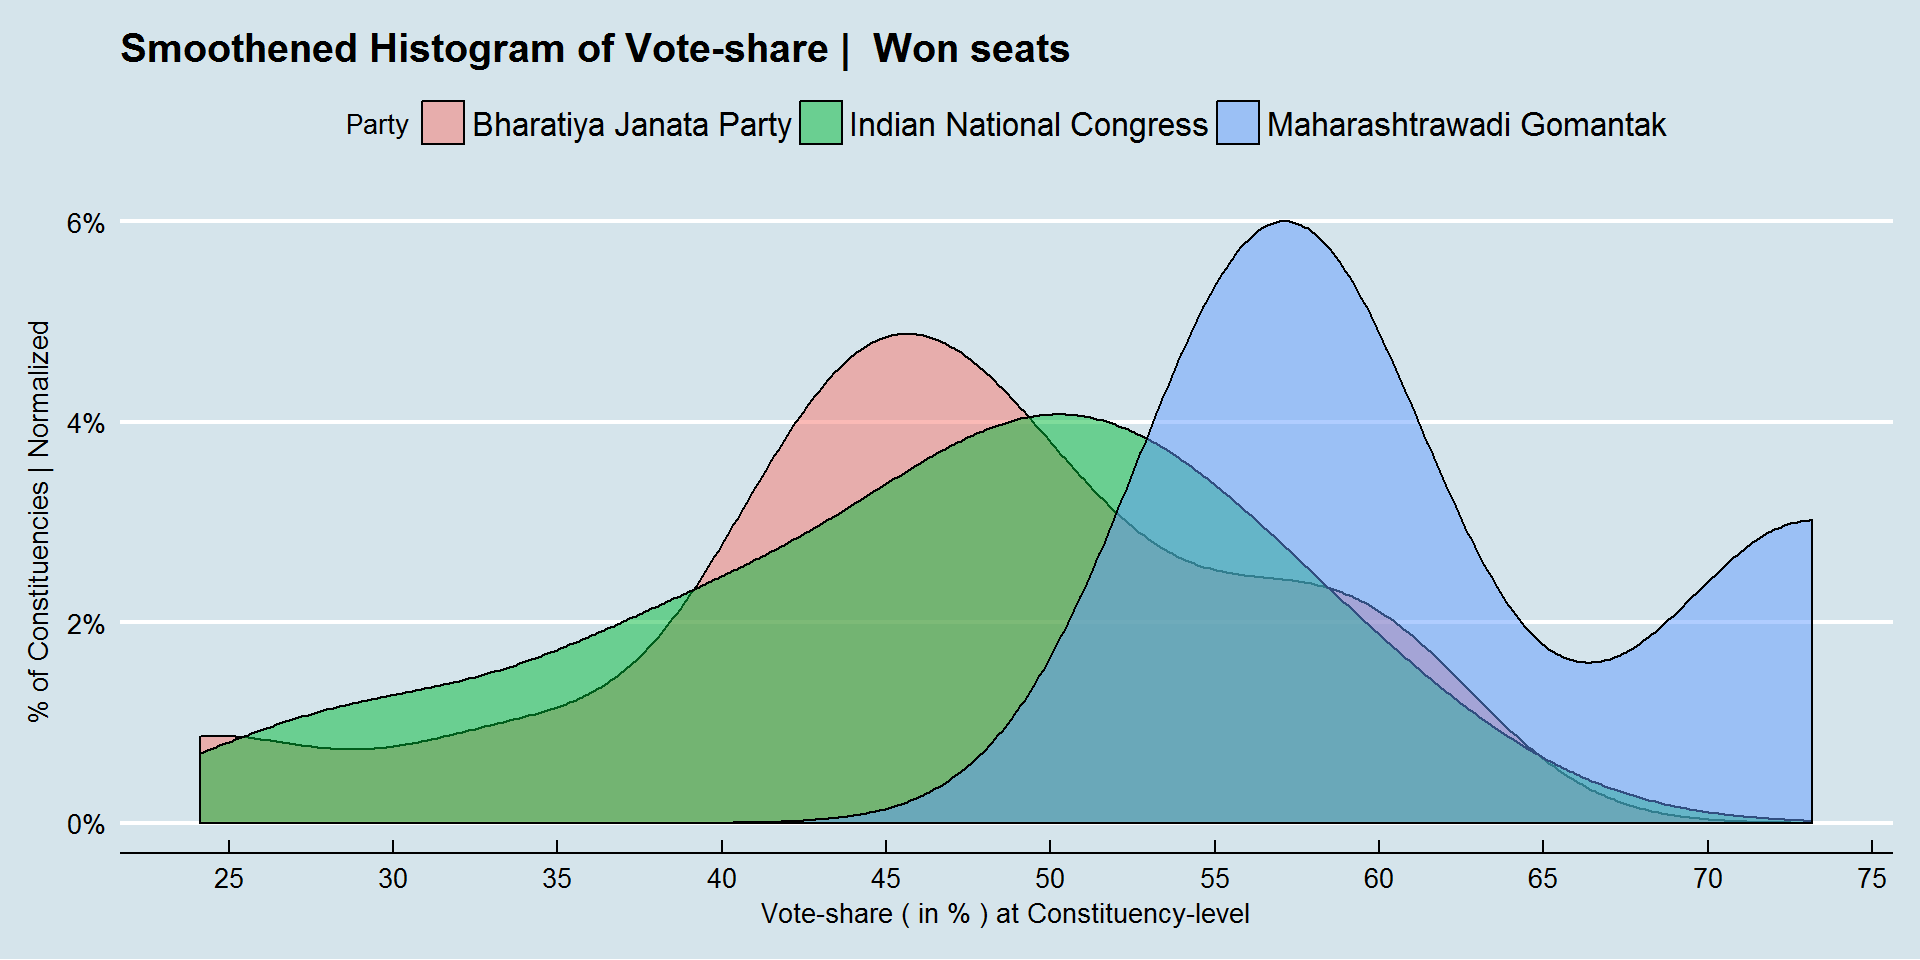 Smoothened Histogram of Vote-share |  Won seats
Party Bharatiya Janata Party Indian National Congress Maharashtrawadi Gomantak
% of Constituencies | Normalized
6%
4%
2%
0%
25 30 35 40 45 50 55 60 65 70 75
Vote-share ( in % ) at Constituency-level